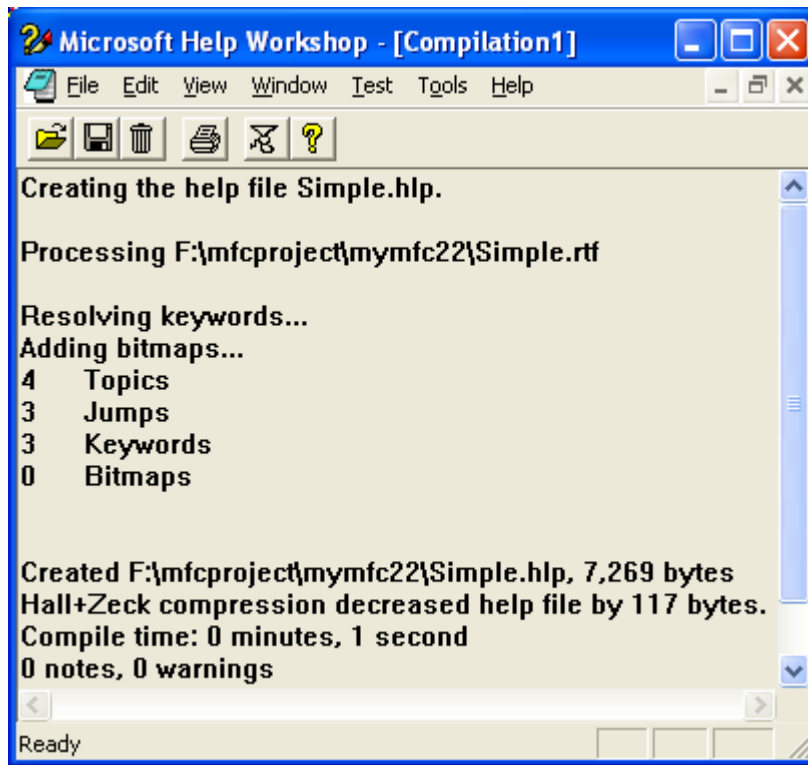 Microsoft Help Workshop - [Compilation1]
File Edit View Window Test Tools Help
Creating the help file Simple.hlp.
Processing F:\mfcproject\mymfc22\Simple.rtf
Resolving keywords...
Adding bitmaps...
4 Topics
3 Jumps
3 Keywords
0 Bitmaps
Created F:\mfcproject\mymfc22\Simple.hlp, 7,269 bytes
Hall+Zeck compression decreased help file by 117 bytes.
Compile time: 0 minutes, 1 second
0 notes, 0 warnings
Ready